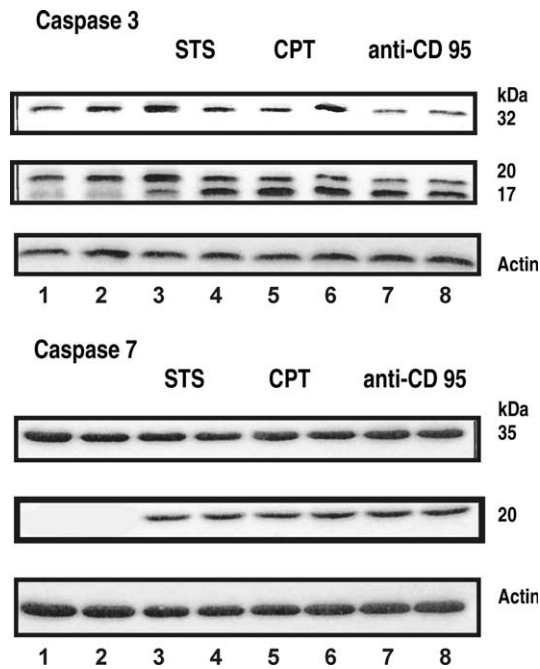 Caspase 3
STS CPT anti-CD 95
kDa
32
20
17
Actin
1 2 3 4 5 6 7 8
Caspase 7
STS CPT anti-CD 95
kDa
35
20
Actin
1 2 3 4 5 6 7 8